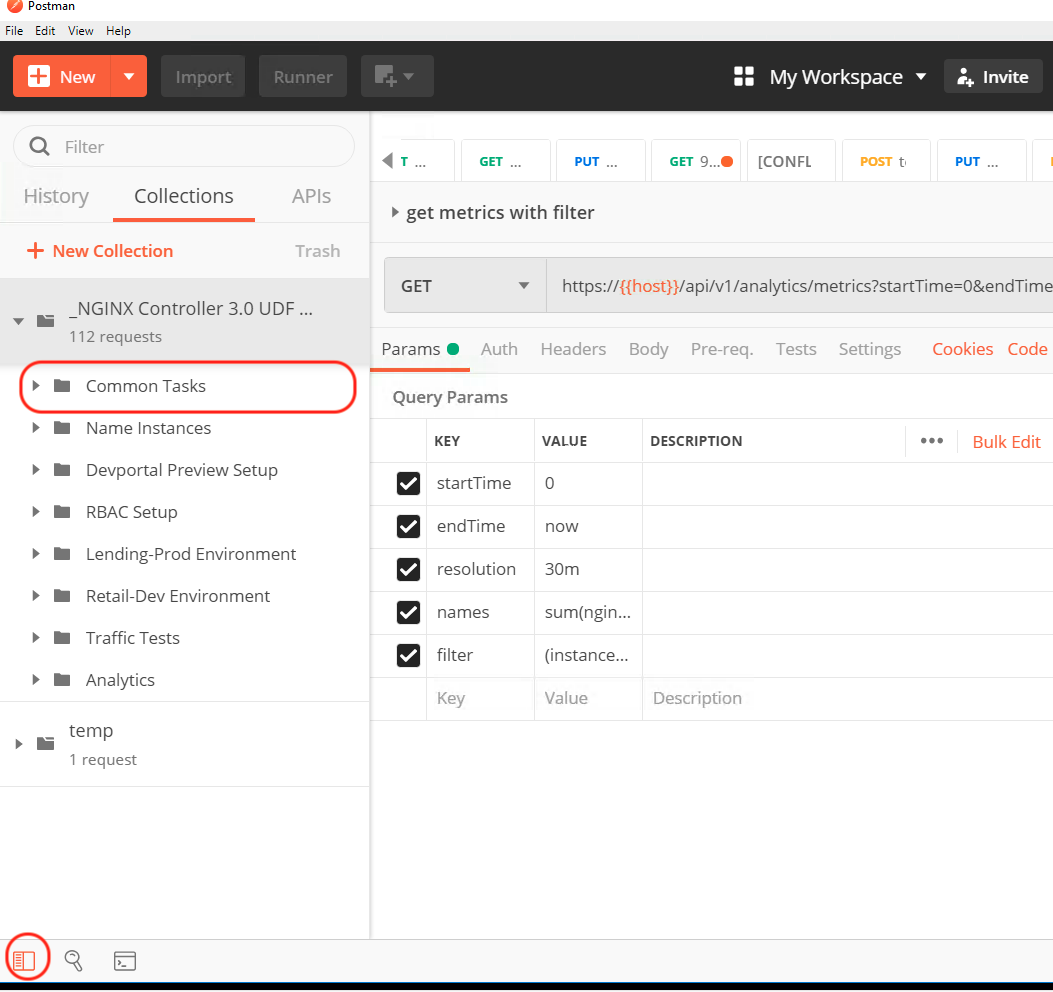 Postman
File Edit View Help
New Import Runner My Workspace Invite
Filter
History Collections APIs
New Collection Trash
_NGINX Controller 3.0 UDF ...
112 requests
Common Tasks
Name Instances
Devportal Preview Setup
RBAC Setup
Lending-Prod Environment
Retail-Dev Environment
Traffic Tests
Analytics
temp
1 request
T ... GET ... PUT ... GET 9... [CONFL POST PUT ...
get metrics with filter
GET https://{{host}}/api/v1/analytics/metrics?startTime=0&endTime
Params Auth Headers Body Pre-req. Tests Settings Cookies Code
Query Params
KEY VALUE DESCRIPTION ••• Bulk Edit
startTime 0
endTime now
resolution 30m
names sum(ngin...
filter (instance...
Key Value Description